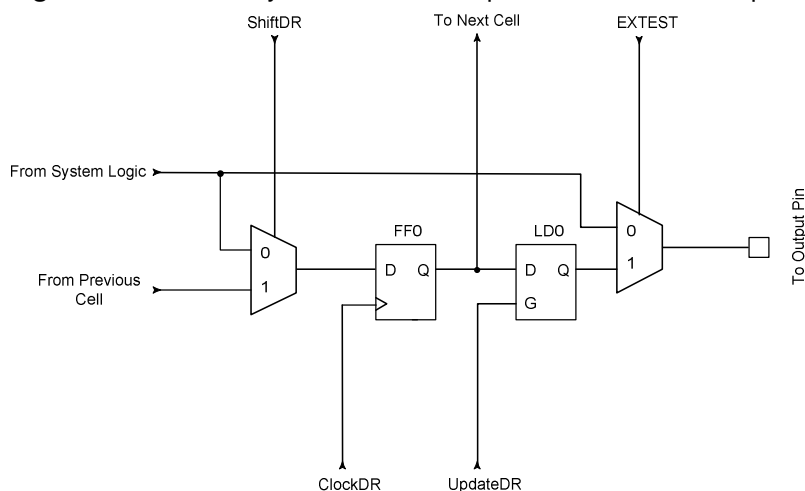 ShiftDR
To Next Cell
EXTEST
From System Logic
FF0
LD0
0
0
D Q
D Q
1
1
From Previous
Cell
G
To Output Pin
ClockDR
UpdateDR